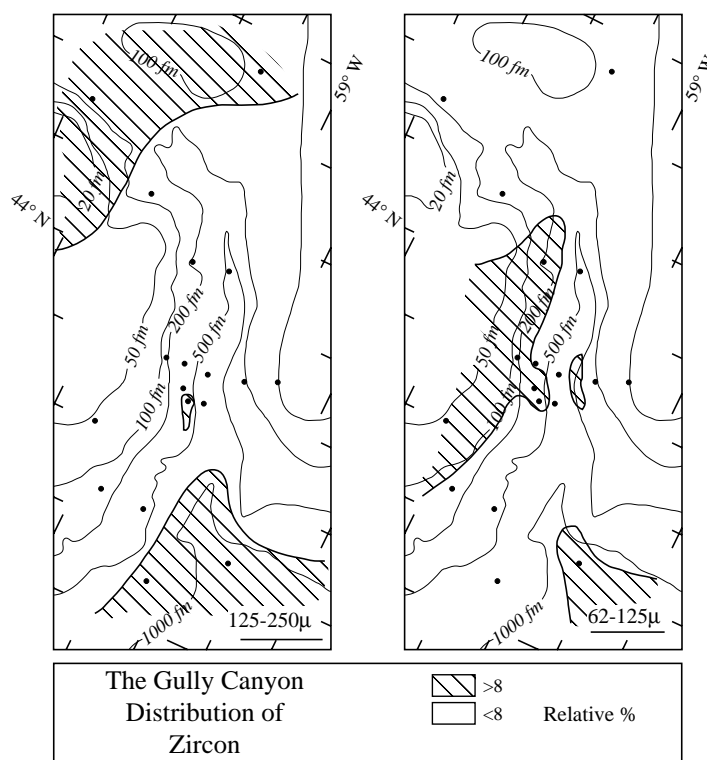 100 fm
59° W
20 fm
44° N
200 fm
50 fm
500 fm
100 fm
125-250µ
~1000 fm
100 fm
59° W
20 fm
44° N
200 fm
50 fm
500 fm
100 fm
62-125µ
~1000 fm
The Gully Canyon
Distribution of
Zircon
>8
<8 Relative %